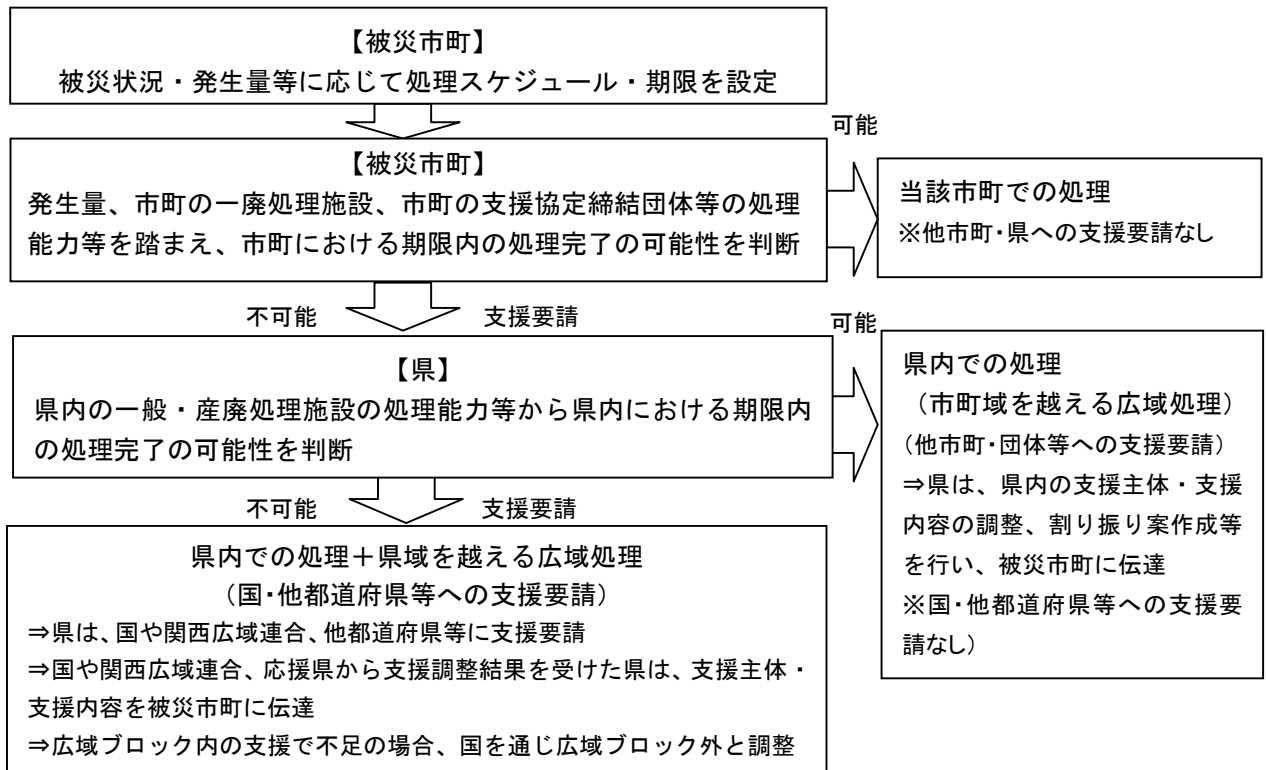 【被災市町】
被災状況・発生量等に応じて処理スケジュール・期限を設定
【被災市町】
発生量、市町の一廃処理施設、市町の支援協定締結団体等の処理
能力等を踏まえ、市町における期限内の処理完了の可能性を判断
可能
当該市町での処理
※他市町・県への支援要請なし
不可能
支援要請
【県】
県内の一般・産廃処理施設の処理能力等から県内における期限内
の処理完了の可能性を判断
可能
県内での処理
（市町域を越える広域処理）
（他市町・団体等への支援要請）
⇒県は、県内の支援主体・支援
内容の調整、割り振り案作成等
を行い、被災市町に伝達
※国・他都道府県等への支援要
請なし）
不可能
支援要請
県内での処理＋県域を越える広域処理
（国・他都道府県等への支援要請）
⇒県は、国や関西広域連合、他都道府県等に支援要請
⇒国や関西広域連合、応援県から支援調整結果を受けた県は、支援主体・
支援内容を被災市町に伝達
⇒広域ブロック内の支援で不足の場合、国を通じ広域ブロック外と調整